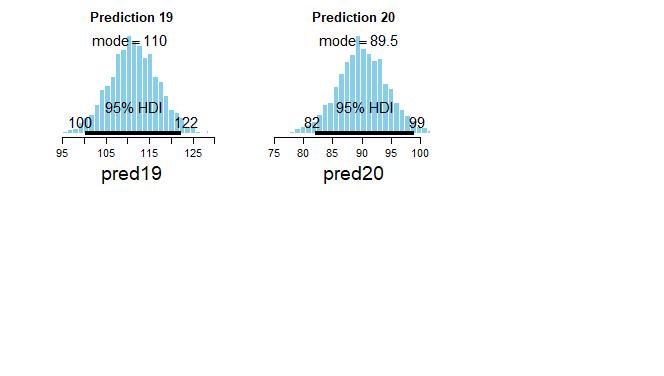 Prediction 19
mode = 110
95% HDI
100 122
95 105 115 125
pred19
Prediction 20
mode = 89.5
95% HDI
82 99
75 80 85 90 95 100
pred20